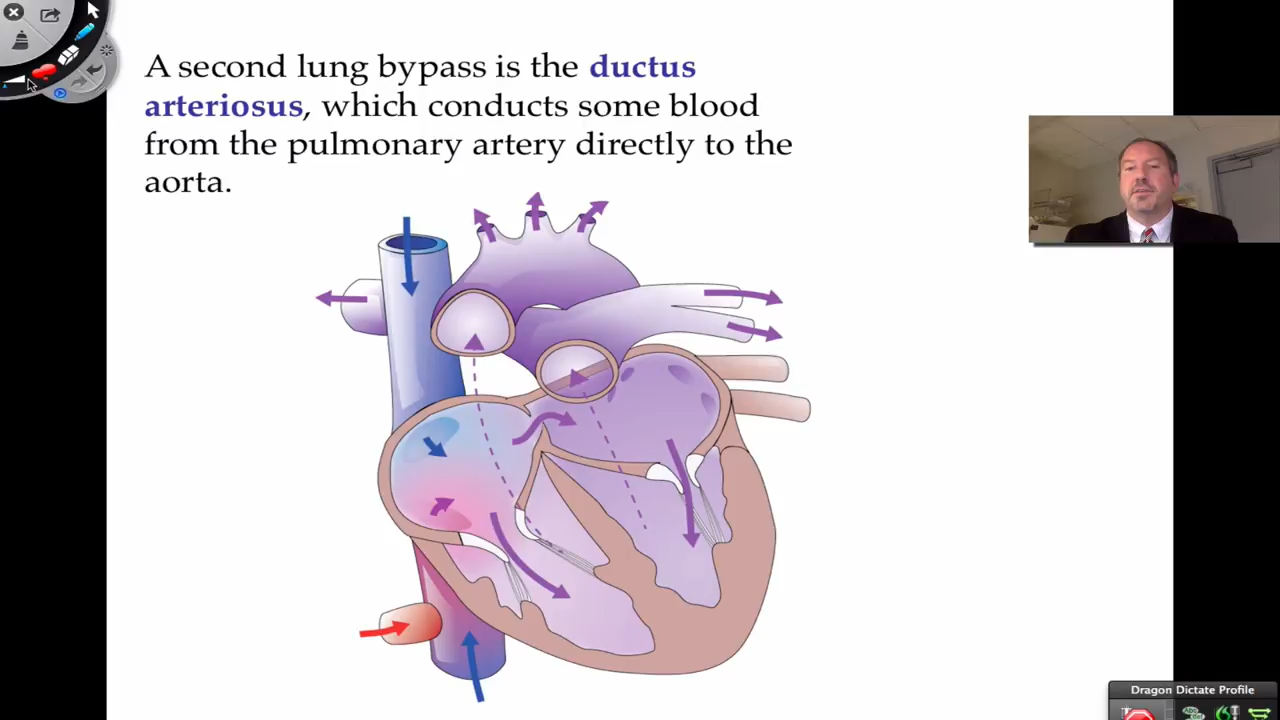 A second lung bypass is the ductus
arteriosus, which conducts some blood
from the pulmonary artery directly to the
aorta.
Dragon Dictate Profile